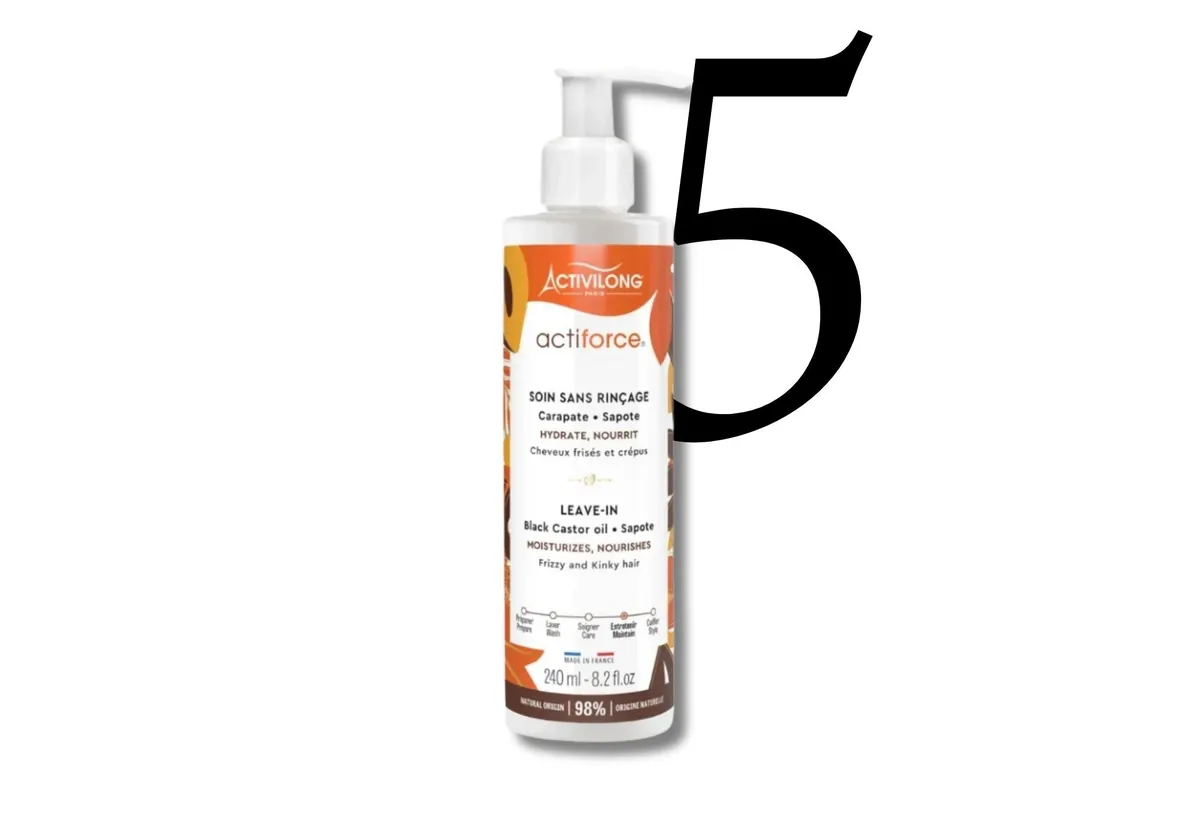 5
ACTIVILONG
PARIS
actiforce®
SOIN SANS RINÇAGE
Carapate • Sapote
HYDRATE, NOURRIT
Cheveux frisés et crépus
LEAVE-IN
Black Castor oil • Sapote
MOISTURIZES, NOURISHES
Frizzy and Kinky hair
Préparer Laver Soigner Entretenir Coiffer
Prepare Wash Care Maintain Style
MADE IN FRANCE
240 ml - 8.2 fl.oz
NATURAL ORIGIN | 98% | ORIGINE NATURELLE